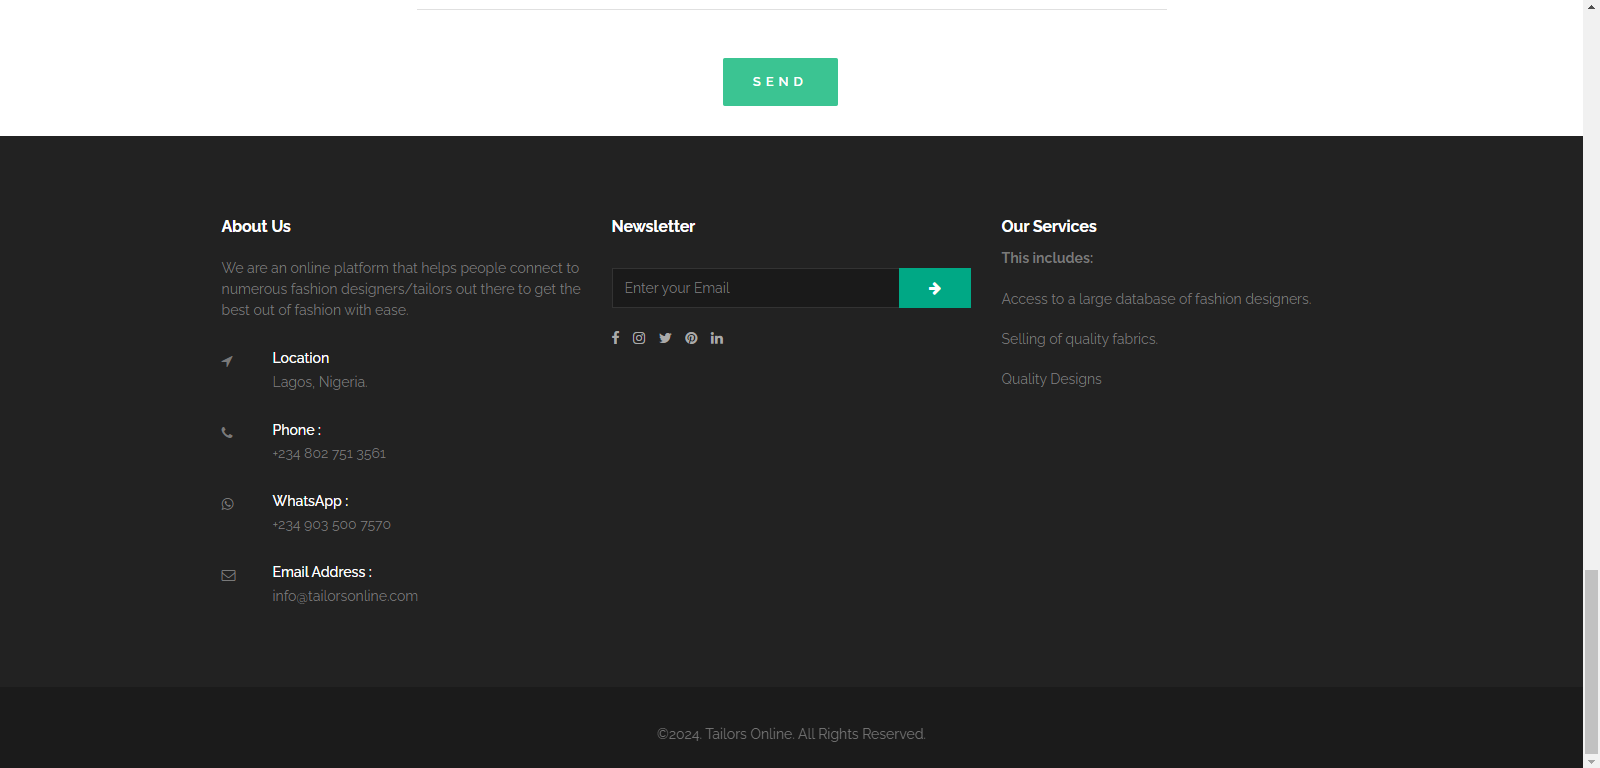 SEND
About Us
We are an online platform that helps people connect to
numerous fashion designers/tailors out there to get the
best out of fashion with ease.
Location
Lagos, Nigeria.
Phone :
+234 802 751 3561
WhatsApp :
+234 903 500 7570
Email Address :
info@tailorsonline.com
Newsletter
Enter your Email
Our Services
This includes:
Access to a large database of fashion designers.
Selling of quality fabrics.
Quality Designs
©2024. Tailors Online. All Rights Reserved.